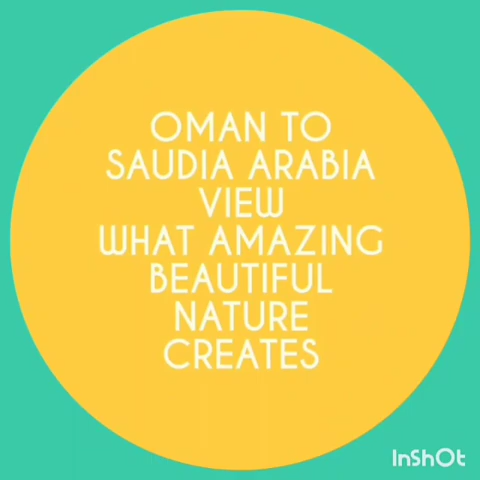 OMAN TO
SAUDIA ARABIA
VIEW
WHAT AMAZING
BEAUTIFUL
NATURE
CREATES
InShOt